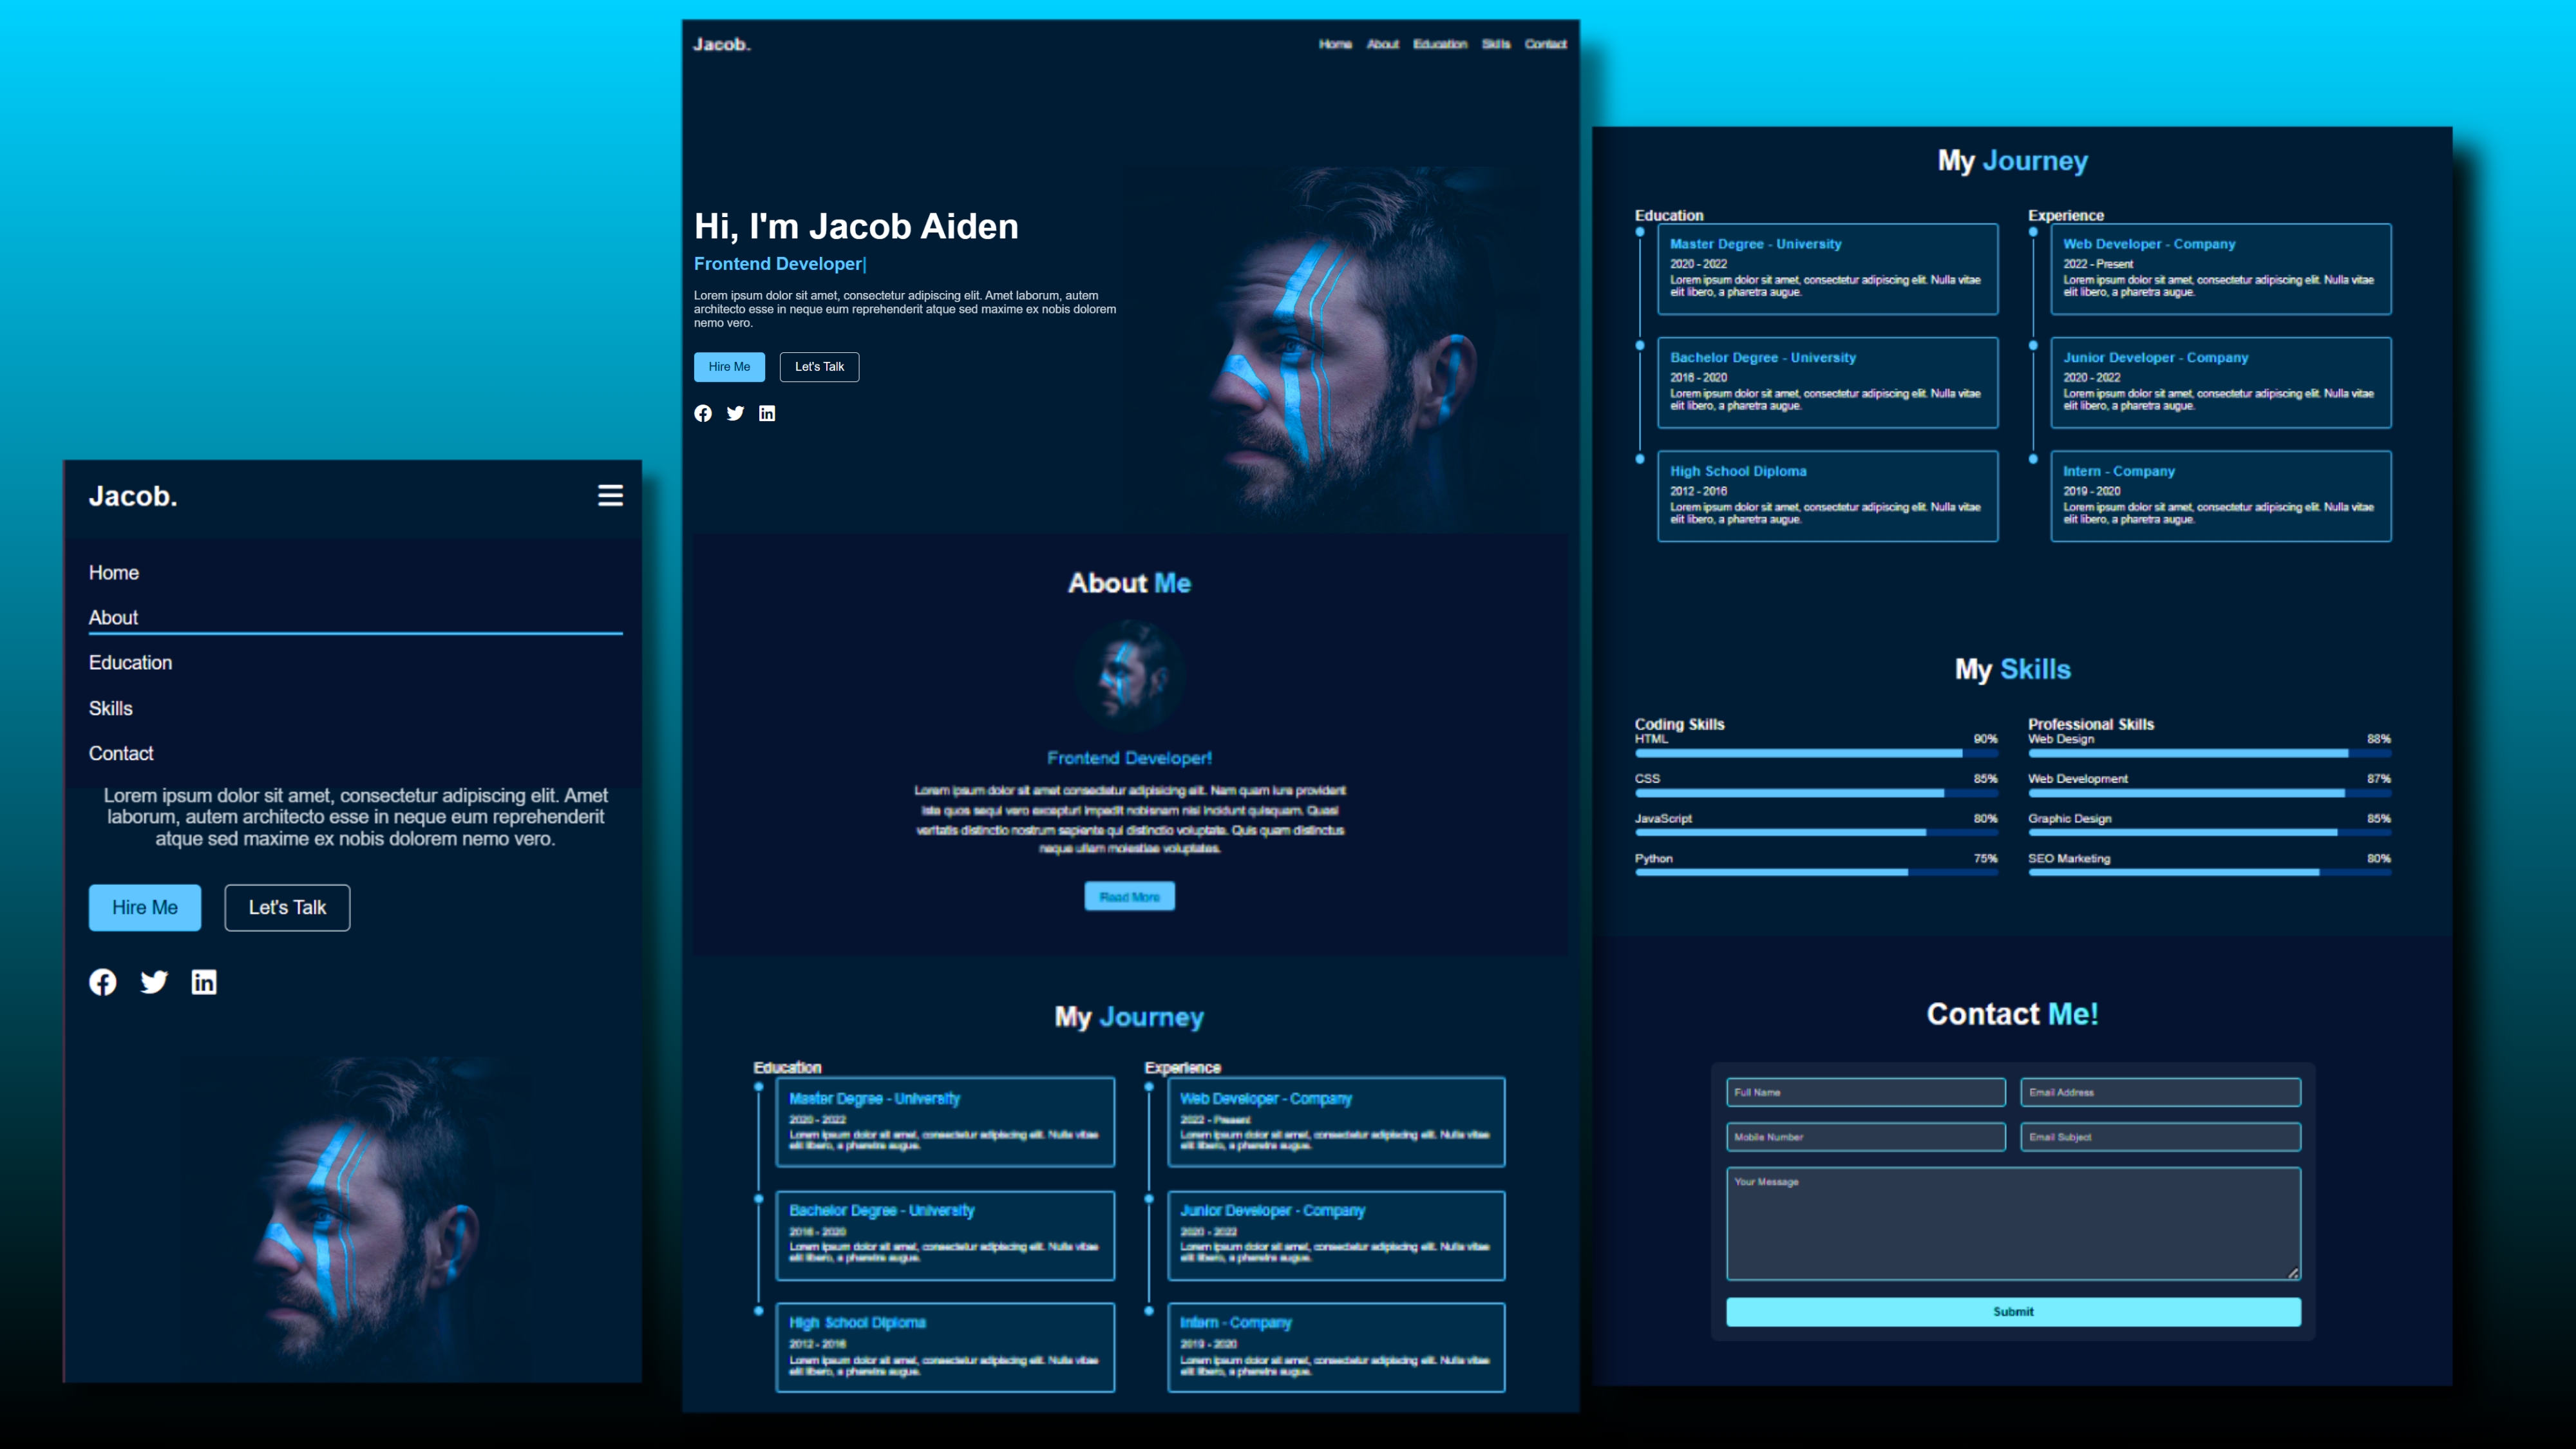 Jacob.
Home
About
Education
Skills
Contact
Lorem ipsum dolor sit amet, consectetur adipiscing elit. Amet
laborum, autem architecto esse in neque eum reprehenderit
atque sed maxime ex nobis dolorem nemo vero.
Hire Me
Let's Talk
Jacob.
Home About Education Skills Contact
Hi, I'm Jacob Aiden
Frontend Developer|
Lorem ipsum dolor sit amet, consectetur adipiscing elit. Amet laborum, autem
architecto esse in neque eum reprehenderit atque sed maxime ex nobis dolorem
nemo vero.
Hire Me
Let's Talk
About Me
Frontend Developer!
Lorem ipsum dolor sit amet consectetur adipisicing elit. Nam quam iure provident
iste quos sequi vero excepturi impedit nobisnam nisi incidunt quisquam. Quasi
veritatis distinctio nostrum sapiente qui distinctio voluptate. Quis quam distinctus
neque ullam molestiae voluptates.
Read More
My Journey
Education
Master Degree - University
2020 - 2022
Lorem ipsum dolor sit amet, consectetur adipiscing elit. Nulla vitae
elit libero, a pharetra augue.
Bachelor Degree - University
2016 - 2020
Lorem ipsum dolor sit amet, consectetur adipiscing elit. Nulla vitae
elit libero, a pharetra augue.
High School Diploma
2012 - 2016
Lorem ipsum dolor sit amet, consectetur adipiscing elit. Nulla vitae
elit libero, a pharetra augue.
Experience
Web Developer - Company
2022 - Present
Lorem ipsum dolor sit amet, consectetur adipiscing elit. Nulla vitae
elit libero, a pharetra augue.
Junior Developer - Company
2020 - 2022
Lorem ipsum dolor sit amet, consectetur adipiscing elit. Nulla vitae
elit libero, a pharetra augue.
Intern - Company
2019 - 2020
Lorem ipsum dolor sit amet, consectetur adipiscing elit. Nulla vitae
elit libero, a pharetra augue.
My Journey
Education
Master Degree - University
2020 - 2022
Lorem ipsum dolor sit amet, consectetur adipiscing elit. Nulla vitae
elit libero, a pharetra augue.
Bachelor Degree - University
2016 - 2020
Lorem ipsum dolor sit amet, consectetur adipiscing elit. Nulla vitae
elit libero, a pharetra augue.
High School Diploma
2012 - 2016
Lorem ipsum dolor sit amet, consectetur adipiscing elit. Nulla vitae
elit libero, a pharetra augue.
Experience
Web Developer - Company
2022 - Present
Lorem ipsum dolor sit amet, consectetur adipiscing elit. Nulla vitae
elit libero, a pharetra augue.
Junior Developer - Company
2020 - 2022
Lorem ipsum dolor sit amet, consectetur adipiscing elit. Nulla vitae
elit libero, a pharetra augue.
Intern - Company
2019 - 2020
Lorem ipsum dolor sit amet, consectetur adipiscing elit. Nulla vitae
elit libero, a pharetra augue.
My Skills
Coding Skills
HTML 90%
CSS 85%
JavaScript 80%
Python 75%
Professional Skills
Web Design 88%
Web Development 87%
Graphic Design 85%
SEO Marketing 80%
Contact Me!
Full Name
Email Address
Mobile Number
Email Subject
Your Message
Submit